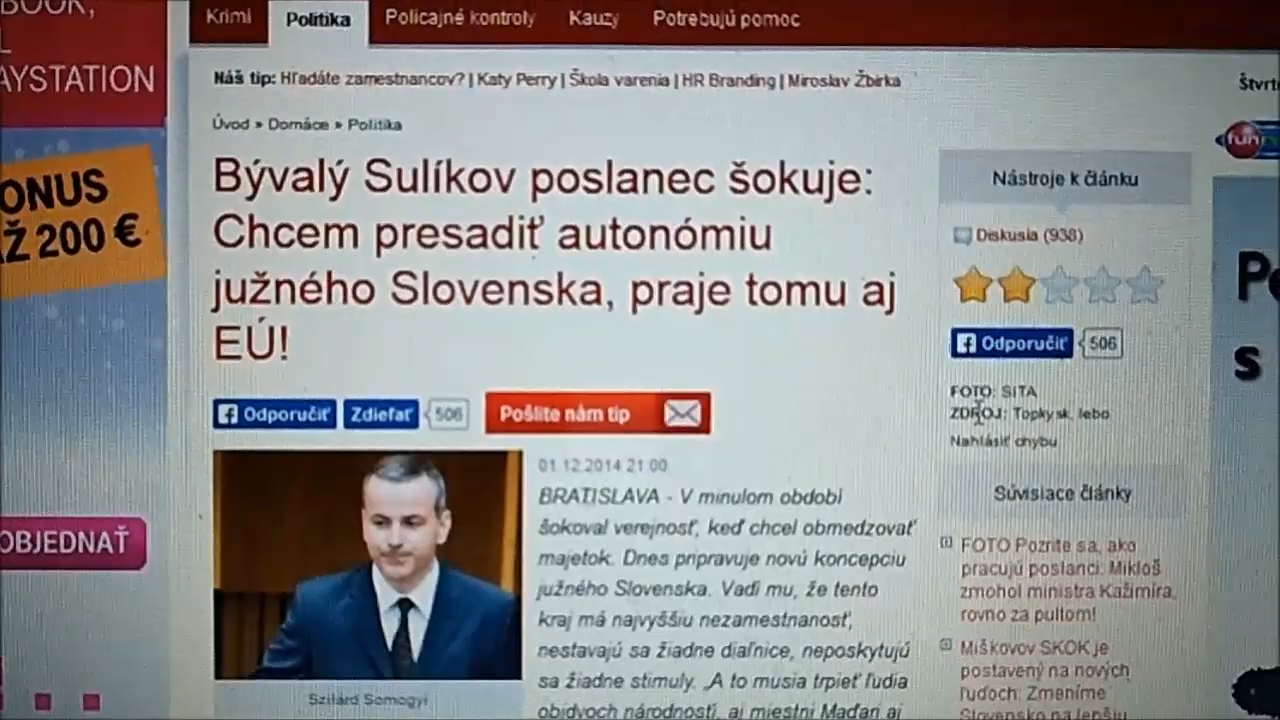 BOOK,
AYSTATION
ONUS
Ž 200 €
OBJEDNAŤ
Krimi Politika Policajné kontroly Kauzy Potrebujú pomoc
Náš tip: Hľadáte zamestnancov? | Katy Perry | Škola varenia | HR Branding | Miroslav Žbirka
Štvrt
Úvod » Domáce » Politika
Bývalý Sulíkov poslanec šokuje:
Chcem presadiť autonómiu
južného Slovenska, praje tomu aj
EÚ!
Odporučiť Zdieľať 506 Pošlite nám tip
01.12.2014 21:00
BRATISLAVA - V minulom období
šokoval verejnosť, keď chcel obmedzovať
majetok. Dnes pripravuje novú koncepciu
južného Slovenska. Vadí mu, že tento
kraj má najvyššiu nezamestnanosť,
nestavajú sa žiadne diaľnice, neposkytujú
sa žiadne stimuly. „A to musia trpieť ľudia
obidvoch národností, aj miestni Maďari aj
Szilárd Somogyi
Nástroje k článku
Diskusia (938)
Odporučiť 506
FOTO: SITA
ZDROJ: Topky.sk, lebo
Nahlásiť chybu
Súvisiace články
FOTO Pozrite sa, ako
pracujú poslanci: Mikloš
zmohol ministra Kažimíra,
rovno za pultom!
Miškovov SKOK je
postavený na nových
ľuďoch: Zmeníme
Slovensko na lepšiu
fun
Po
s